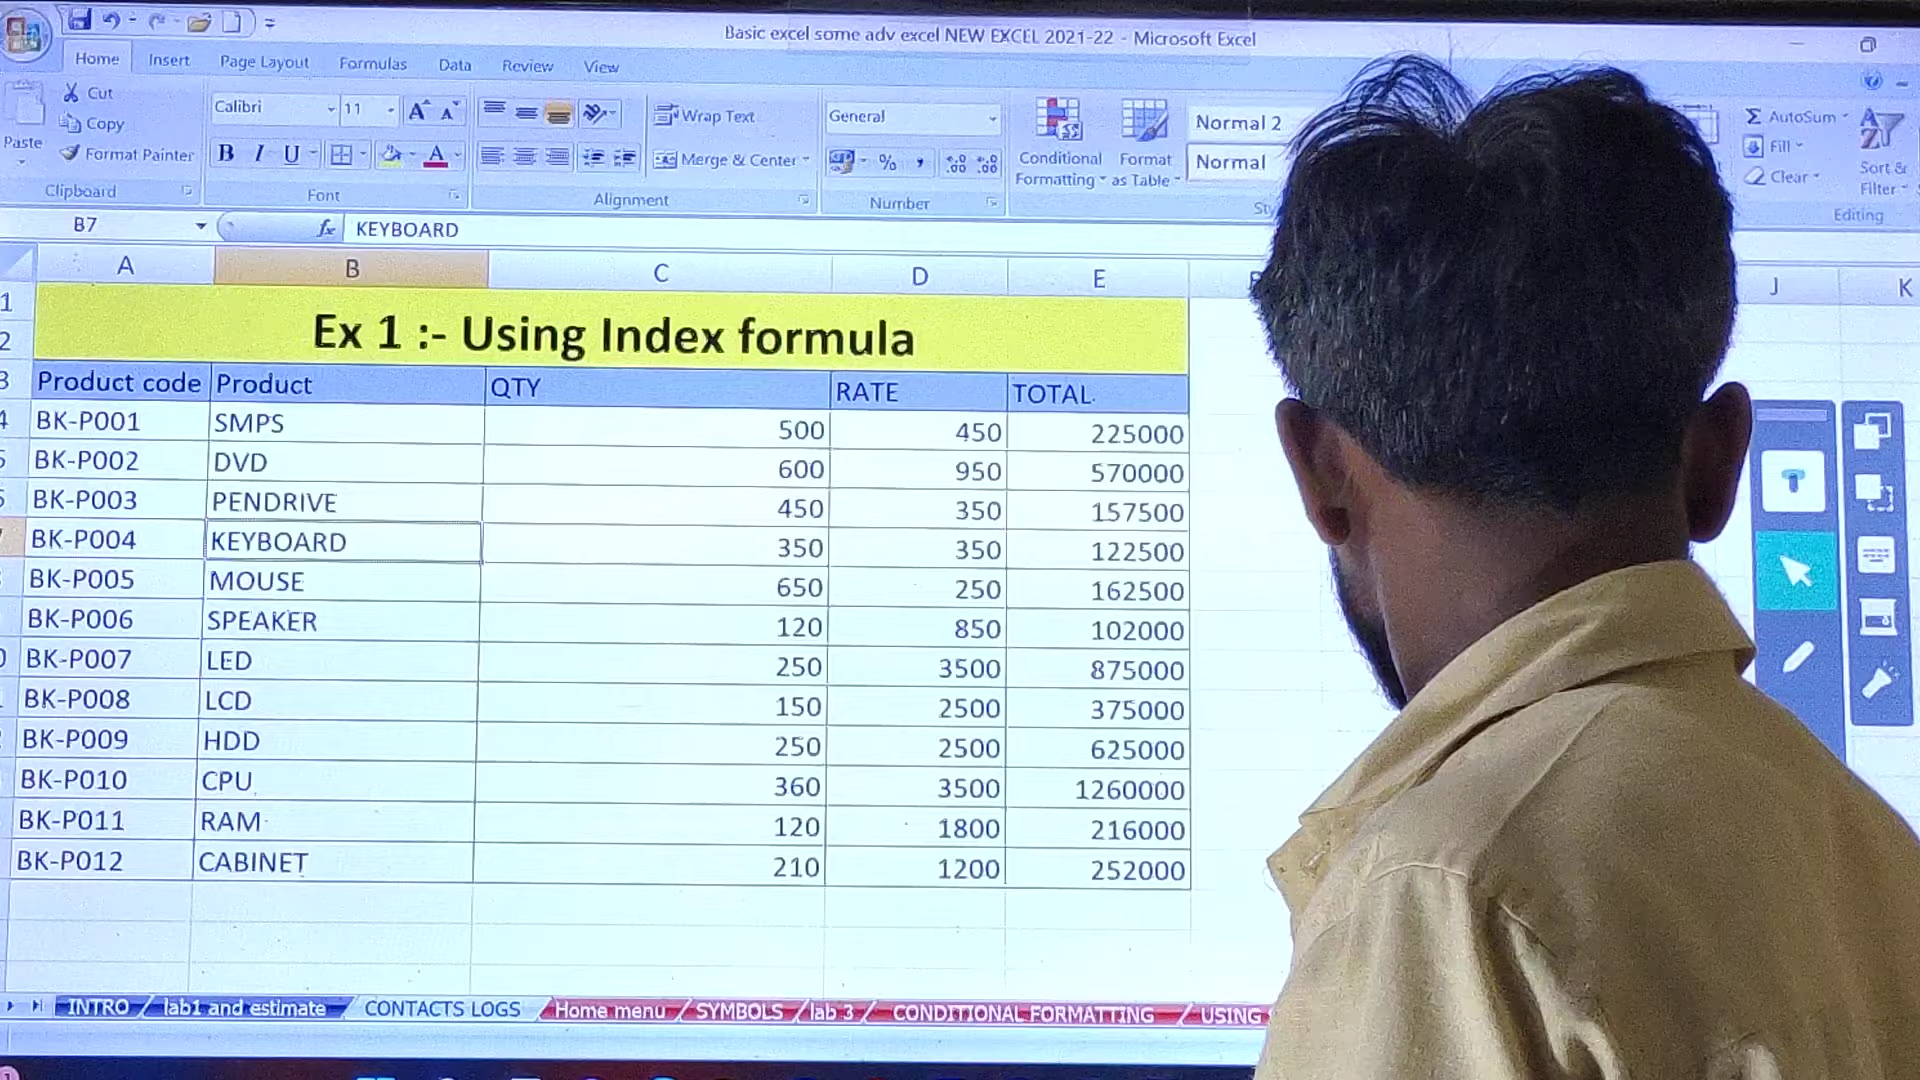 Basic excel some adv excel NEW EXCEL 2021-22 - Microsoft Excel
Home Insert Page Layout Formulas Data Review View
Paste
Cut
Copy
Format Painter
Clipboard
Calibri 11
B I U
Font
Wrap Text
Merge & Center
Alignment
General
%
Number
Conditional Formatting
Format as Table
Normal 2
Normal
AutoSum
Fill
Clear
Sort & Filter
Editing
B7 fx KEYBOARD
A B C D E J K
Ex 1 :- Using Index formula
Product code Product QTY RATE TOTAL
BK-P001 SMPS 500 450 225000
BK-P002 DVD 600 950 570000
BK-P003 PENDRIVE 450 350 157500
BK-P004 KEYBOARD 350 350 122500
BK-P005 MOUSE 650 250 162500
BK-P006 SPEAKER 120 850 102000
BK-P007 LED 250 3500 875000
BK-P008 LCD 150 2500 375000
BK-P009 HDD 250 2500 625000
BK-P010 CPU 360 3500 1260000
BK-P011 RAM 120 1800 216000
BK-P012 CABINET 210 1200 252000
INTRO lab1 and estimate CONTACTS LOGS Home menu SYMBOLS lab 3 CONDITIONAL FORMATTING USING